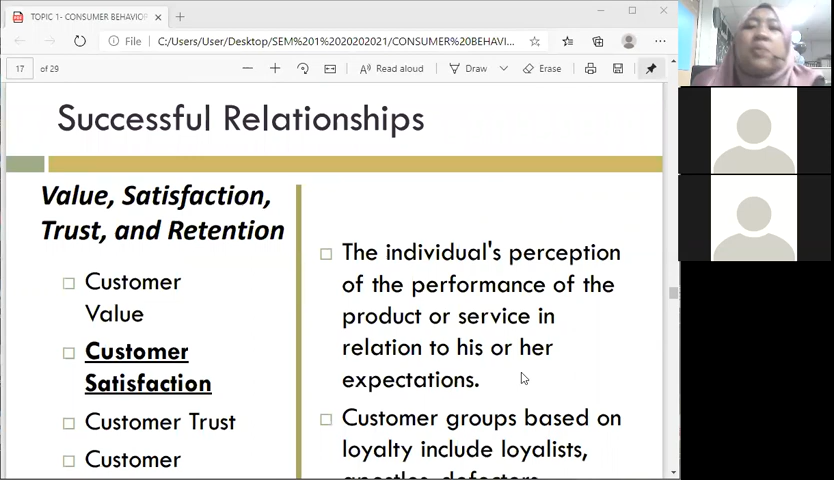 TOPIC 1- CONSUMER BEHAVIOR
File
C:/Users/User/Desktop/SEM%201%2020202021/CONSUMER%20BEHAVI...
17 of 29
Read aloud
Draw
Erase
Successful Relationships
Value, Satisfaction,
Trust, and Retention
Customer
Value
Customer
Satisfaction
Customer Trust
Customer
The individual's perception
of the performance of the
product or service in
relation to his or her
expectations.
Customer groups based on
loyalty include loyalists,
apostles, defectors,